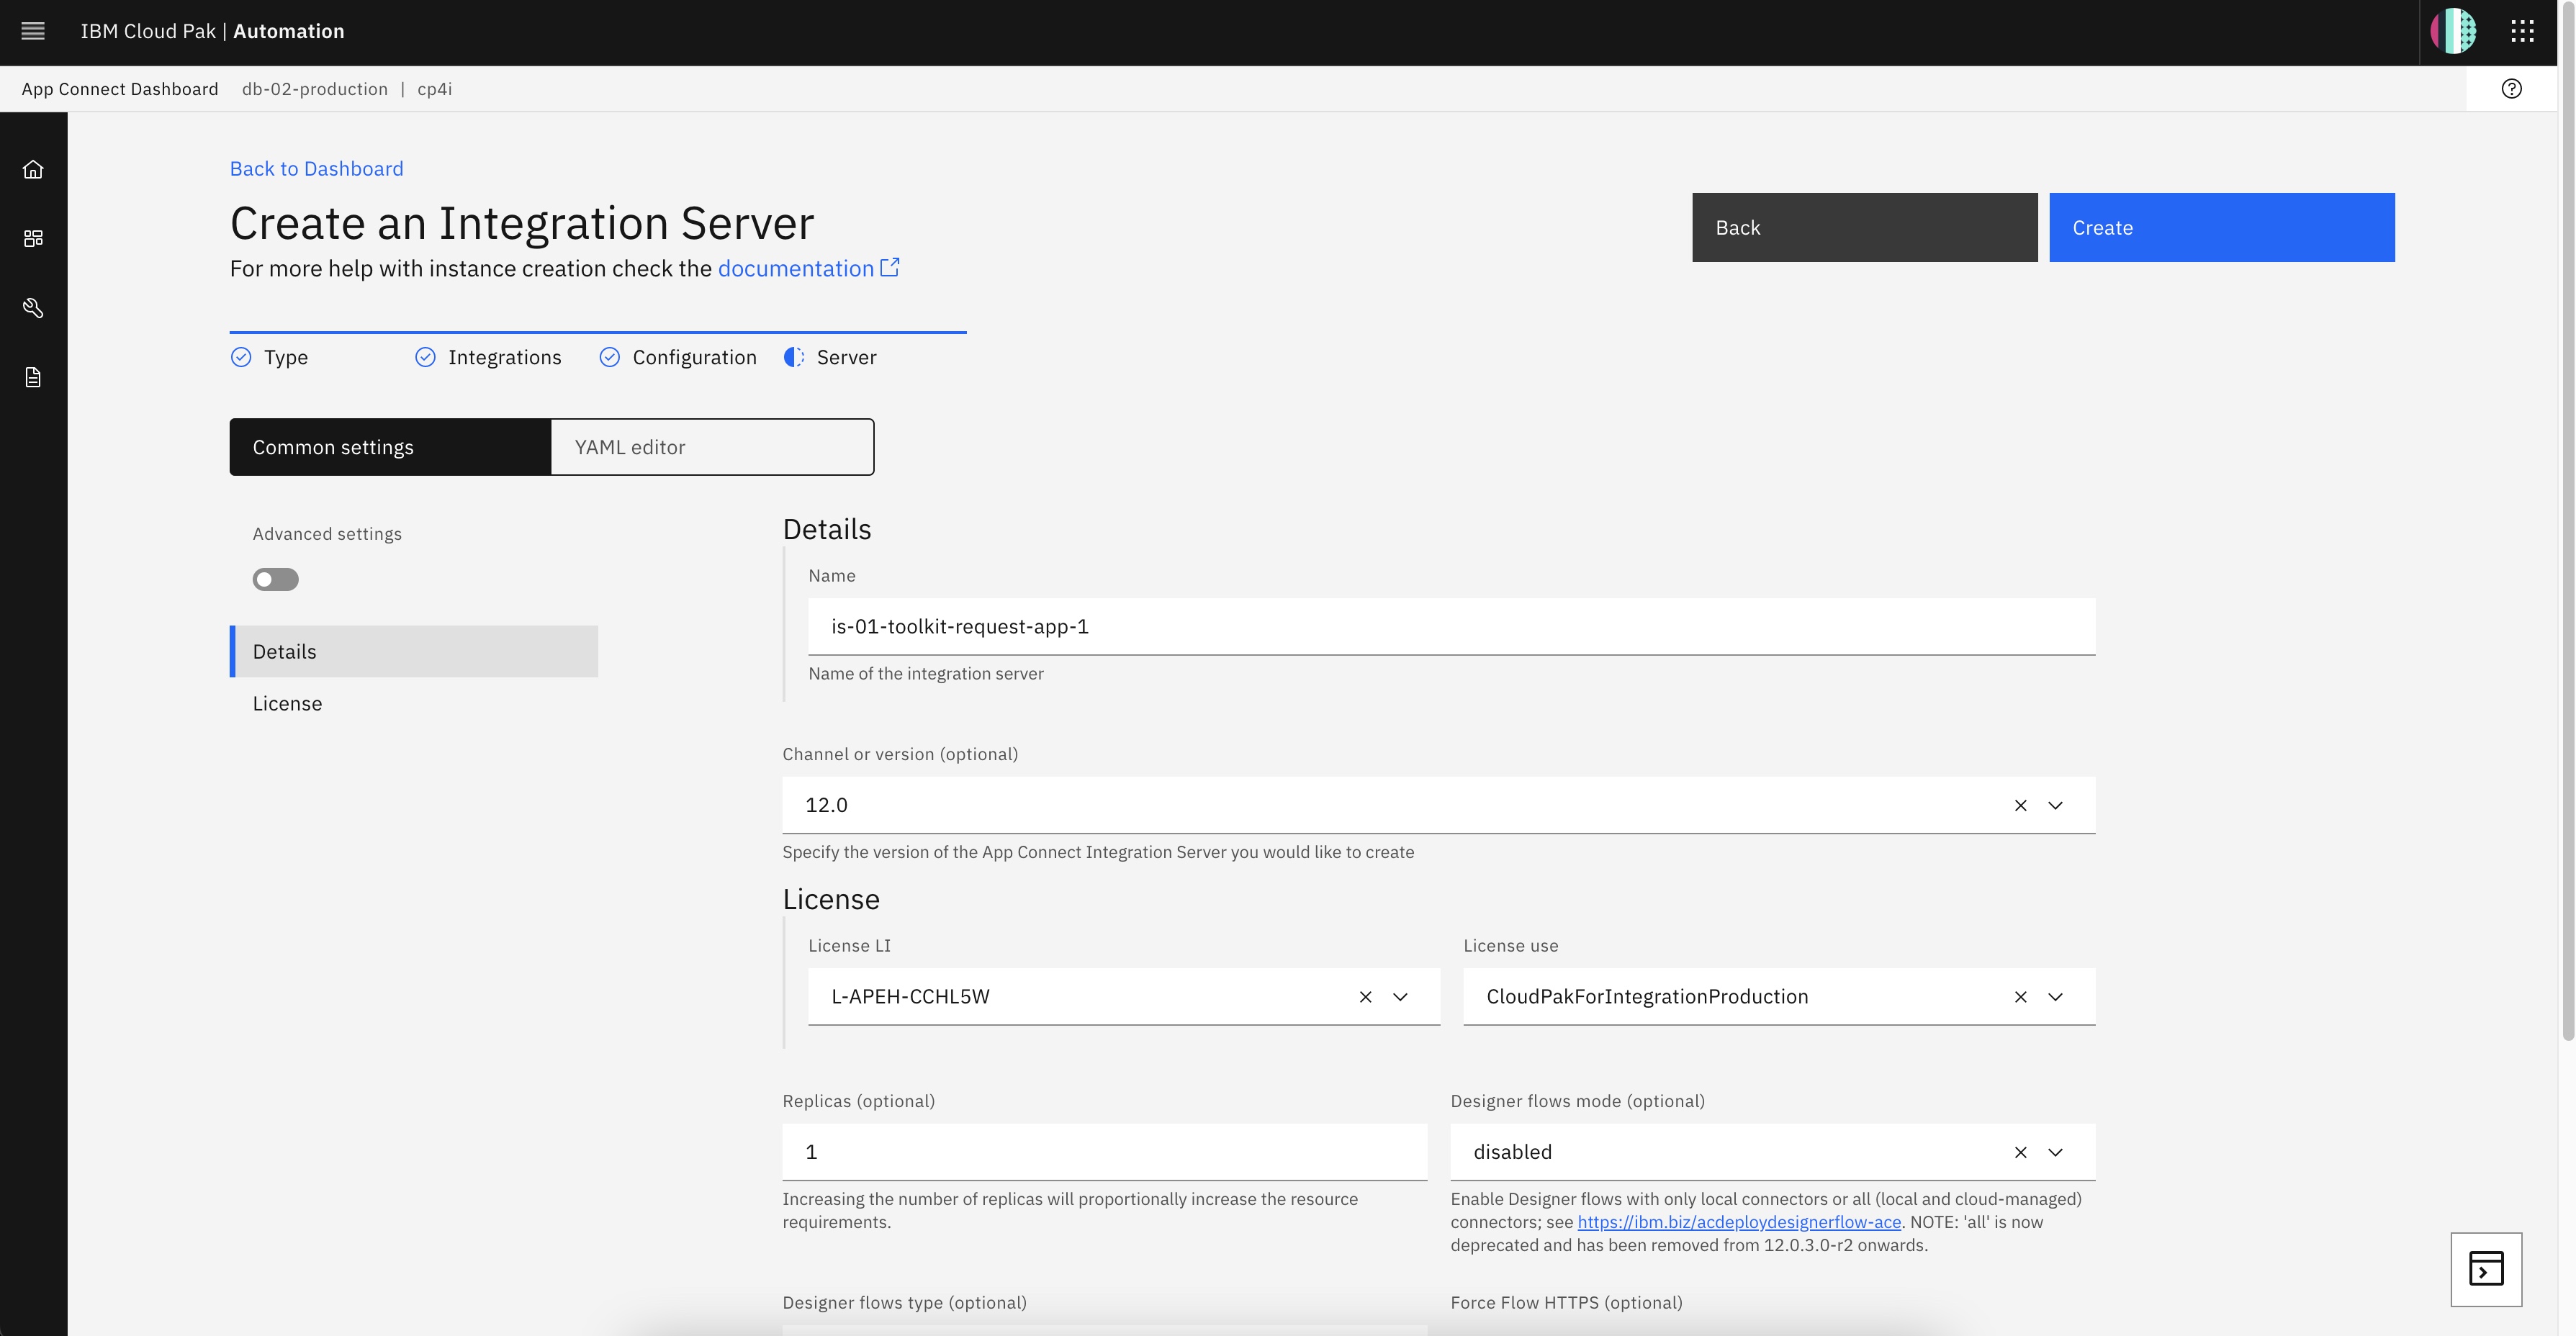 IBM Cloud Pak | Automation
App Connect Dashboard db-02-production | cp4i
Back to Dashboard
Create an Integration Server
For more help with instance creation check the documentation
Back
Create
Type
Integrations
Configuration
Server
Common settings
YAML editor
Advanced settings
Details
License
Details
Name
is-01-toolkit-request-app-1
Name of the integration server
Channel or version (optional)
12.0
Specify the version of the App Connect Integration Server you would like to create
License
License LI
L-APEH-CCHL5W
License use
CloudPakForIntegrationProduction
Replicas (optional)
1
Increasing the number of replicas will proportionally increase the resource
requirements.
Designer flows mode (optional)
disabled
Enable Designer flows with only local connectors or all (local and cloud-managed)
connectors; see https://ibm.biz/acdeploydesignerflow-ace. NOTE: 'all' is now
deprecated and has been removed from 12.0.3.0-r2 onwards.
Designer flows type (optional)
Force Flow HTTPS (optional)